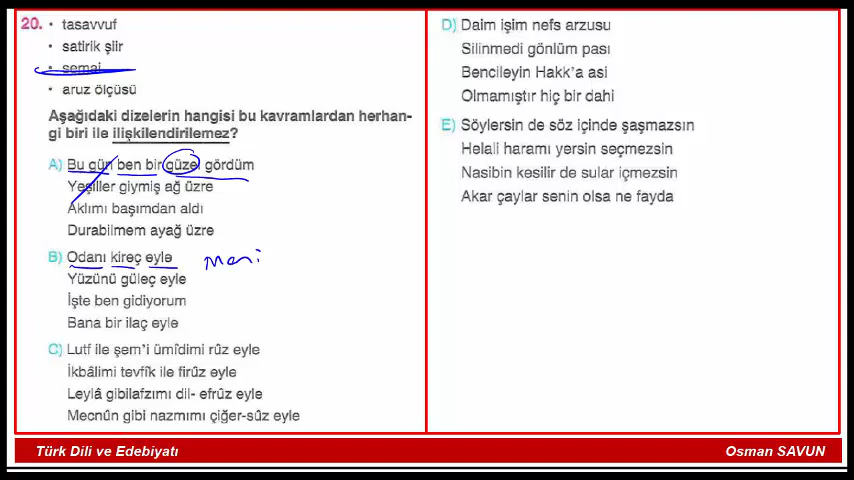 20. • tasavvuf
• satirik şiir
• semai
• aruz ölçüsü
Aşağıdaki dizelerin hangisi bu kavramlardan herhan-
gi biri ile ilişkilendirilemez?
A) Bu gün ben bir güzel gördüm
Yeşiller giymiş ağ üzre
Aklımı başımdan aldı
Durabilmem ayağ üzre
B) Odanı kireç eyle mani
Yüzünü güleç eyle
İşte ben gidiyorum
Bana bir ilaç eyle
C) Lutf ile şem'i ümîdimi rûz eyle
İkbâlimi tevfîk ile firûz eyle
Leylâ gibilafzımı dil- efrûz eyle
Mecnûn gibi nazmımı çiğer-sûz eyle
D) Daim işim nefs arzusu
Silinmedi gönlüm pası
Bencileyin Hakk'a asi
Olmamıştır hiç bir dahi
E) Söylersin de söz içinde şaşmazsın
Helali haramı yersin seçmezsin
Nasibin kesilir de sular içmezsin
Akar çaylar senin olsa ne fayda
Türk Dili ve Edebiyatı
Osman SAVUN